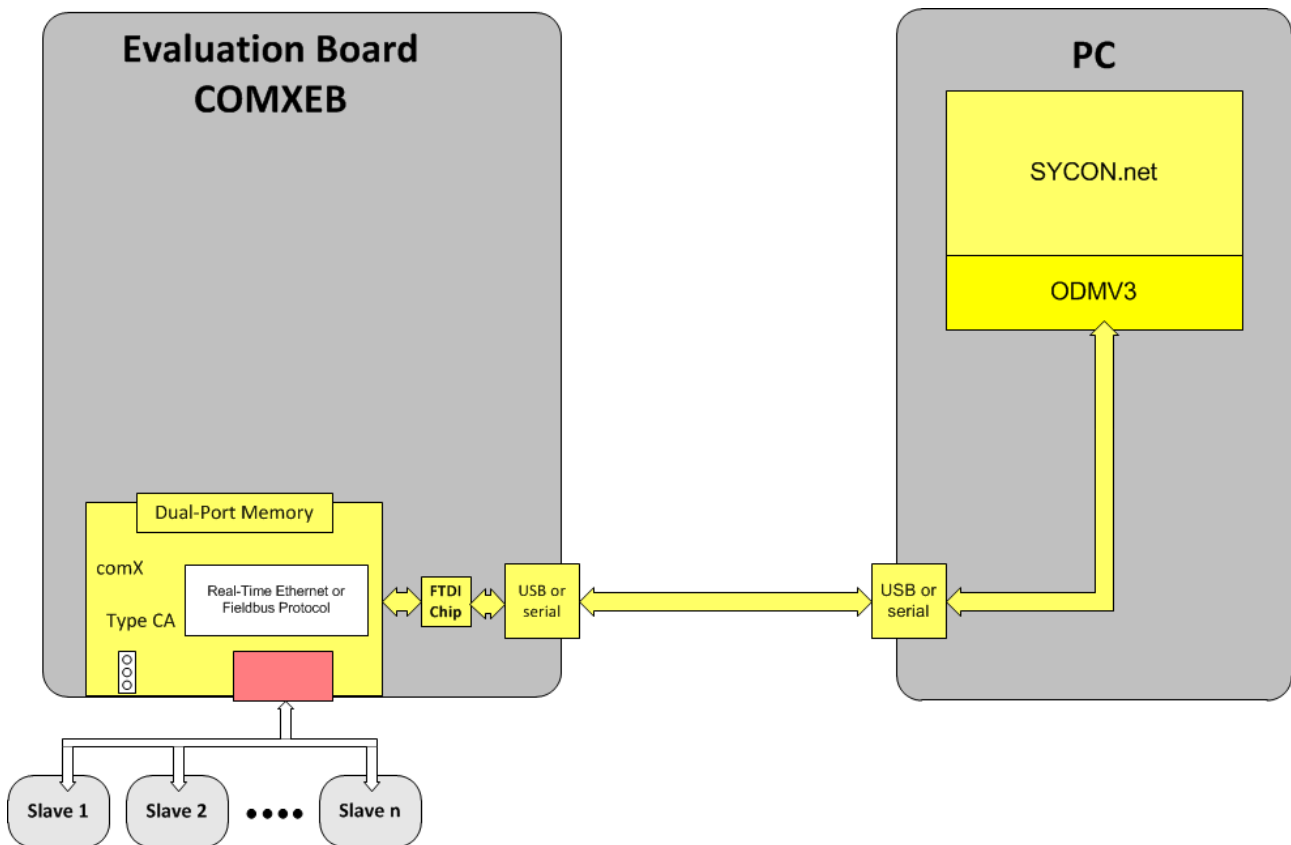 Evaluation Board
COMXEB
PC
SYCON.net
ODMV3
Dual-Port Memory
comX
Real-Time Ethernet or
Fieldbus Protocol
Type CA
FTDI
Chip
USB or
serial
USB or
serial
Slave 1
Slave 2
Slave n